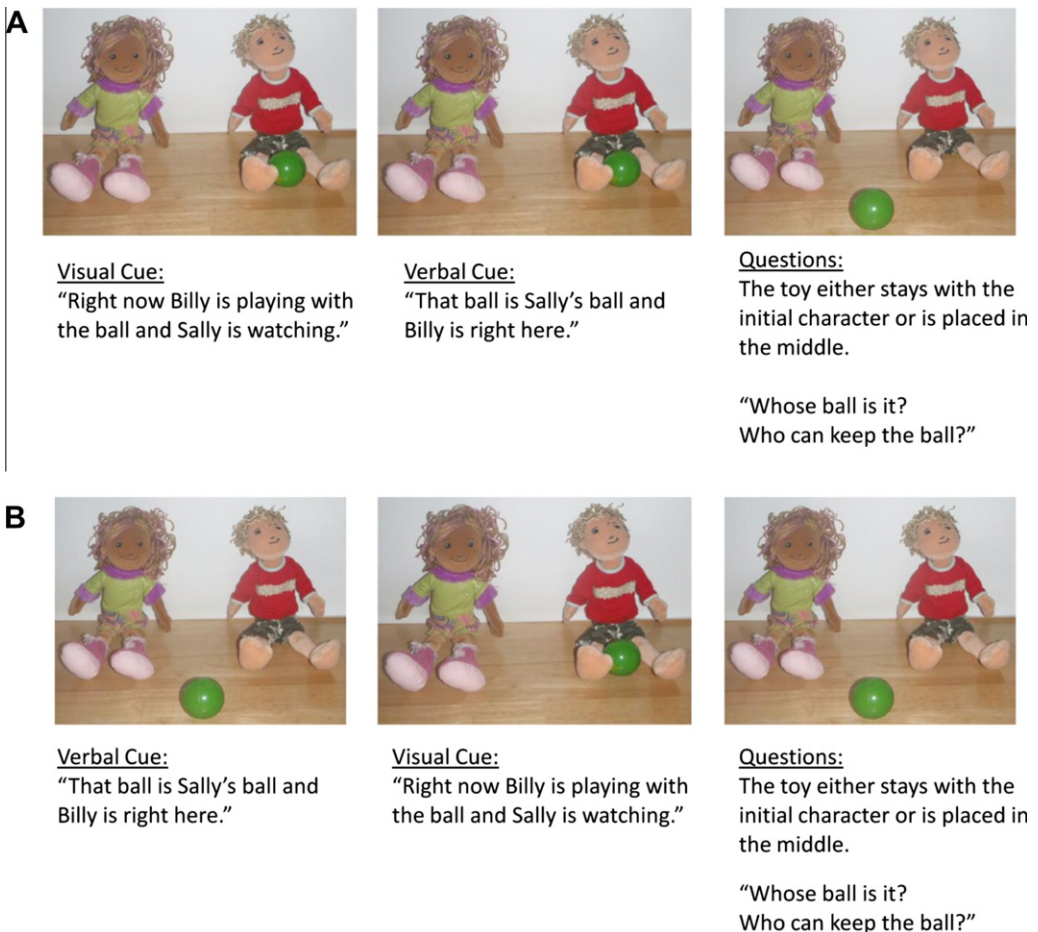 A
Visual Cue:
“Right now Billy is playing with
the ball and Sally is watching.”
Verbal Cue:
“That ball is Sally’s ball and
Billy is right here.”
Questions:
The toy either stays with the
initial character or is placed in
the middle.
“Whose ball is it?
Who can keep the ball?”
B
Verbal Cue:
“That ball is Sally’s ball and
Billy is right here.”
Visual Cue:
“Right now Billy is playing with
the ball and Sally is watching.”
Questions:
The toy either stays with the
initial character or is placed in
the middle.
“Whose ball is it?
Who can keep the ball?”